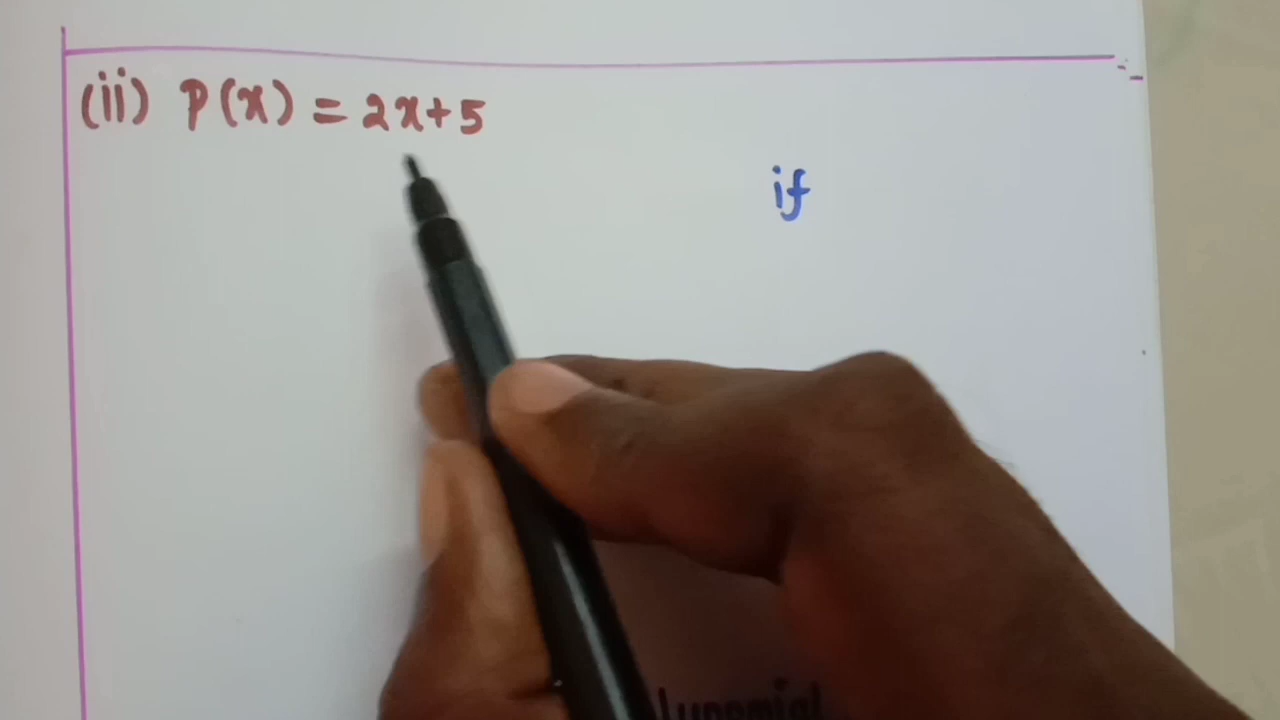 (ii) P(x) = 2x+5
if